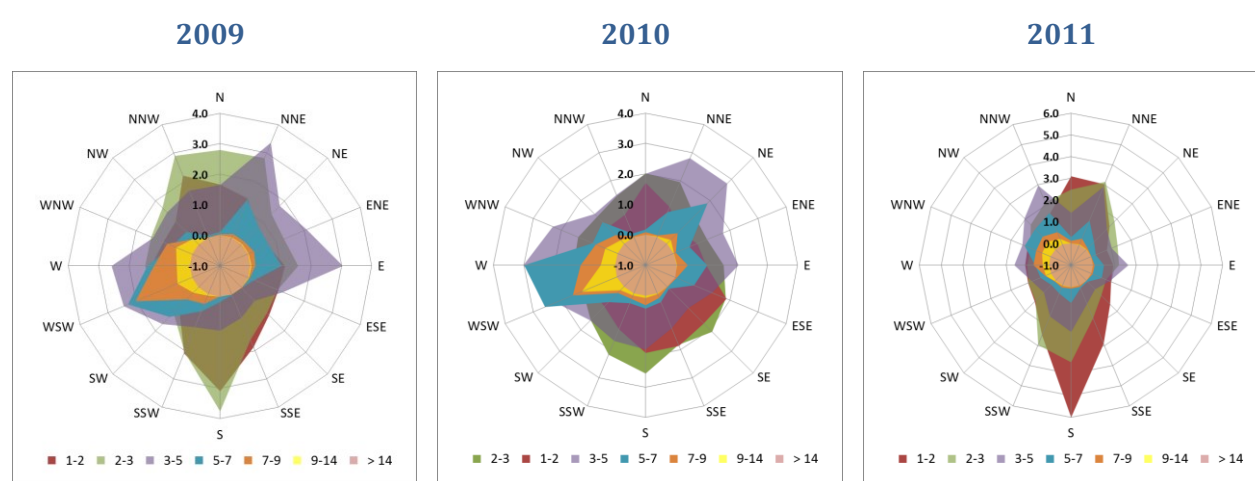 2009
N
NNE
NE
ENE
E
ESE
SE
SSE
S
SSW
SW
WSW
W
WNW
NW
NNW
4.0
3.0
2.0
1.0
0.0
-1.0
1-2 2-3 3-5 5-7 7-9 9-14 > 14
2010
N
NNE
NE
ENE
E
ESE
SE
SSE
S
SSW
SW
WSW
W
WNW
NW
NNW
4.0
3.0
2.0
1.0
0.0
-1.0
2-3 1-2 3-5 5-7 7-9 9-14 > 14
2011
N
NNE
NE
ENE
E
ESE
SE
SSE
S
SSW
SW
WSW
W
WNW
NW
NNW
6.0
5.0
4.0
3.0
2.0
1.0
0.0
-1.0
1-2 2-3 3-5 5-7 7-9 9-14 > 14